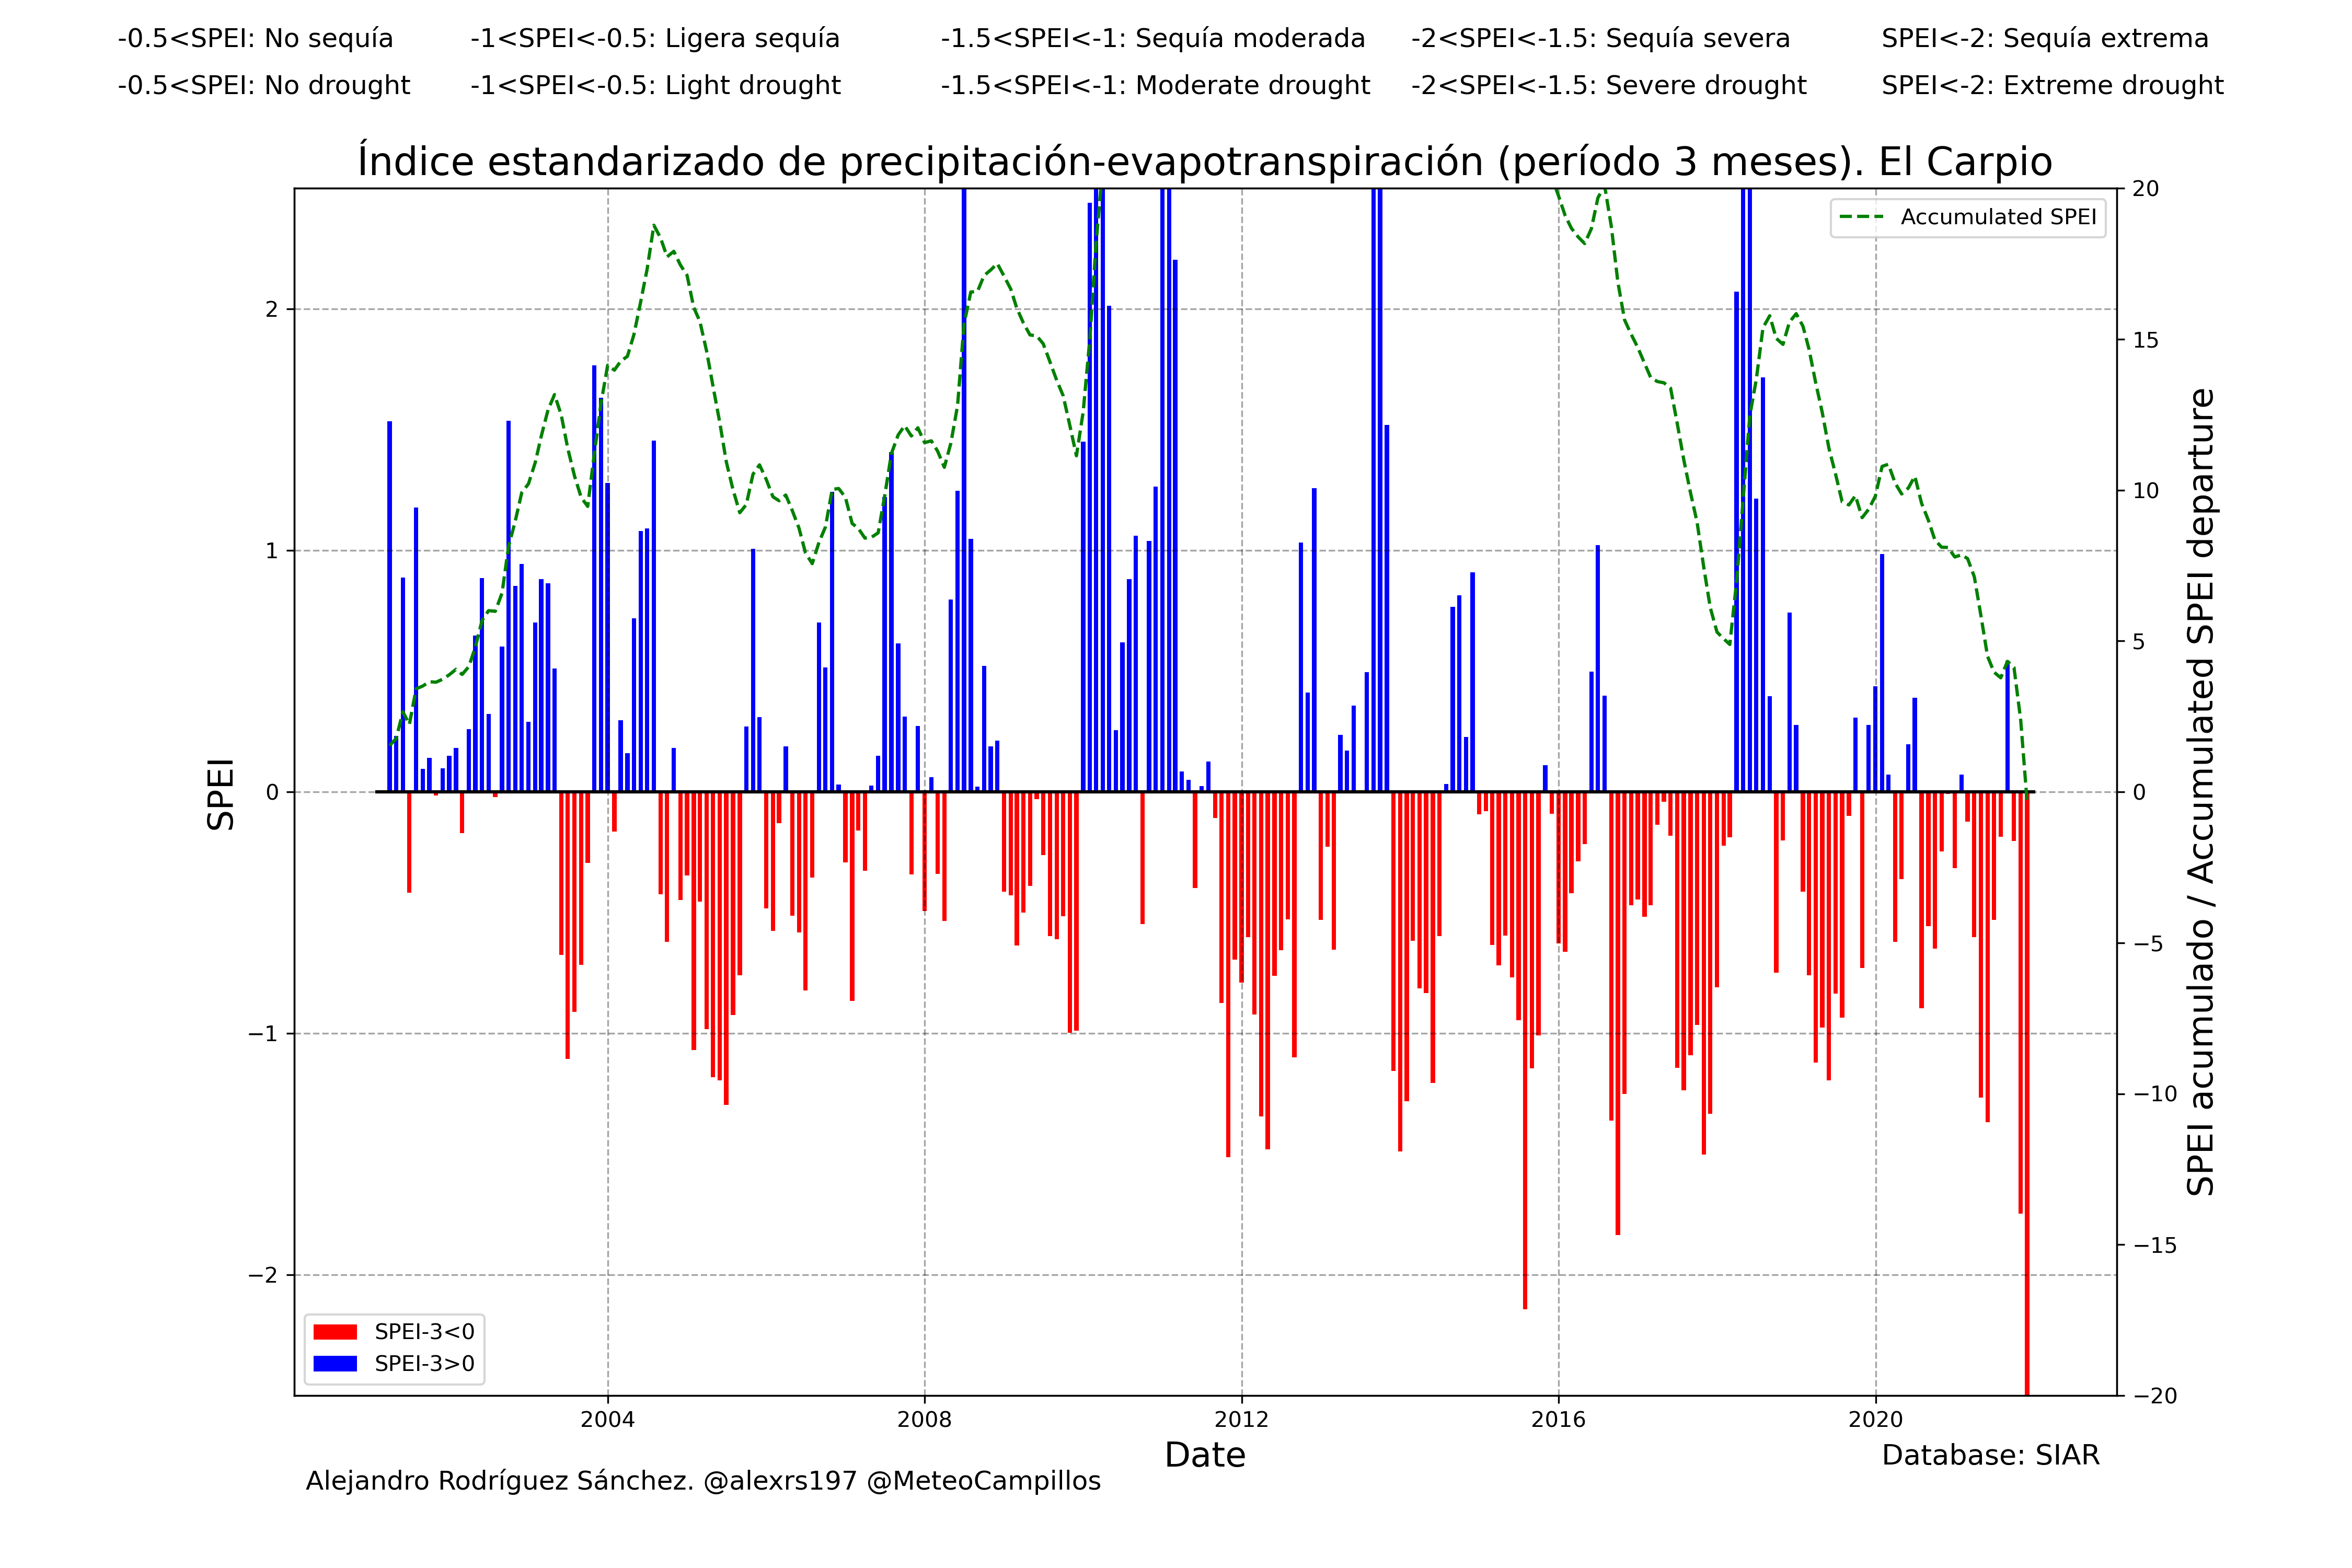 -0.5<SPEI: No sequía -1<SPEI<-0.5: Ligera sequía -1.5<SPEI<-1: Sequía moderada -2<SPEI<-1.5: Sequía severa SPEI<-2: Sequía extrema
-0.5<SPEI: No drought -1<SPEI<-0.5: Light drought -1.5<SPEI<-1: Moderate drought -2<SPEI<-1.5: Severe drought SPEI<-2: Extreme drought
Índice estandarizado de precipitación-evapotranspiración (período 3 meses). El Carpio
Accumulated SPEI
SPEI
2
1
0
−1
−2
20
15
10
5
0
−5
−10
−15
−20
SPEI acumulado / Accumulated SPEI departure
SPEI-3<0
SPEI-3>0
2004 2008 2012 2016 2020
Date
Database: SIAR
Alejandro Rodríguez Sánchez. @alexrs197 @MeteoCampillos